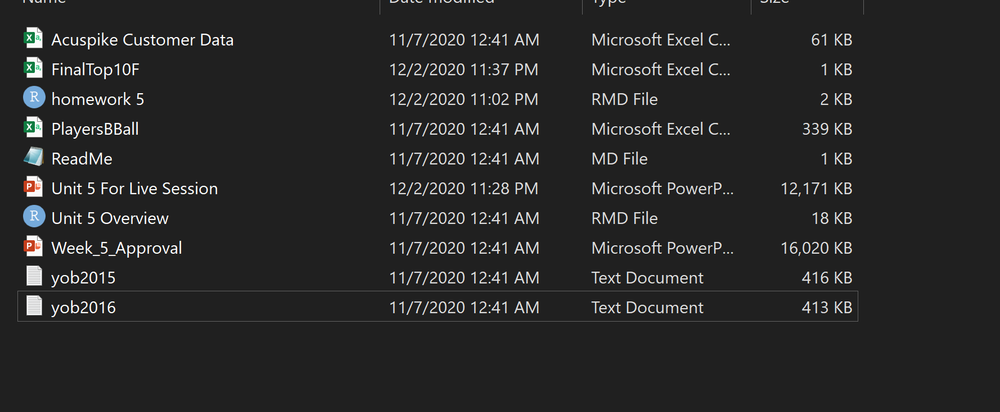 Name Date modified Type Size
Acuspike Customer Data 11/7/2020 12:41 AM Microsoft Excel C... 61 KB
FinalTop10F 12/2/2020 11:37 PM Microsoft Excel C... 1 KB
homework 5 12/2/2020 11:02 PM RMD File 2 KB
PlayersBBall 11/7/2020 12:41 AM Microsoft Excel C... 339 KB
ReadMe 11/7/2020 12:41 AM MD File 1 KB
Unit 5 For Live Session 12/2/2020 11:28 PM Microsoft PowerP... 12,171 KB
Unit 5 Overview 11/7/2020 12:41 AM RMD File 18 KB
Week_5_Approval 11/7/2020 12:41 AM Microsoft PowerP... 16,020 KB
yob2015 11/7/2020 12:41 AM Text Document 416 KB
yob2016 11/7/2020 12:41 AM Text Document 413 KB